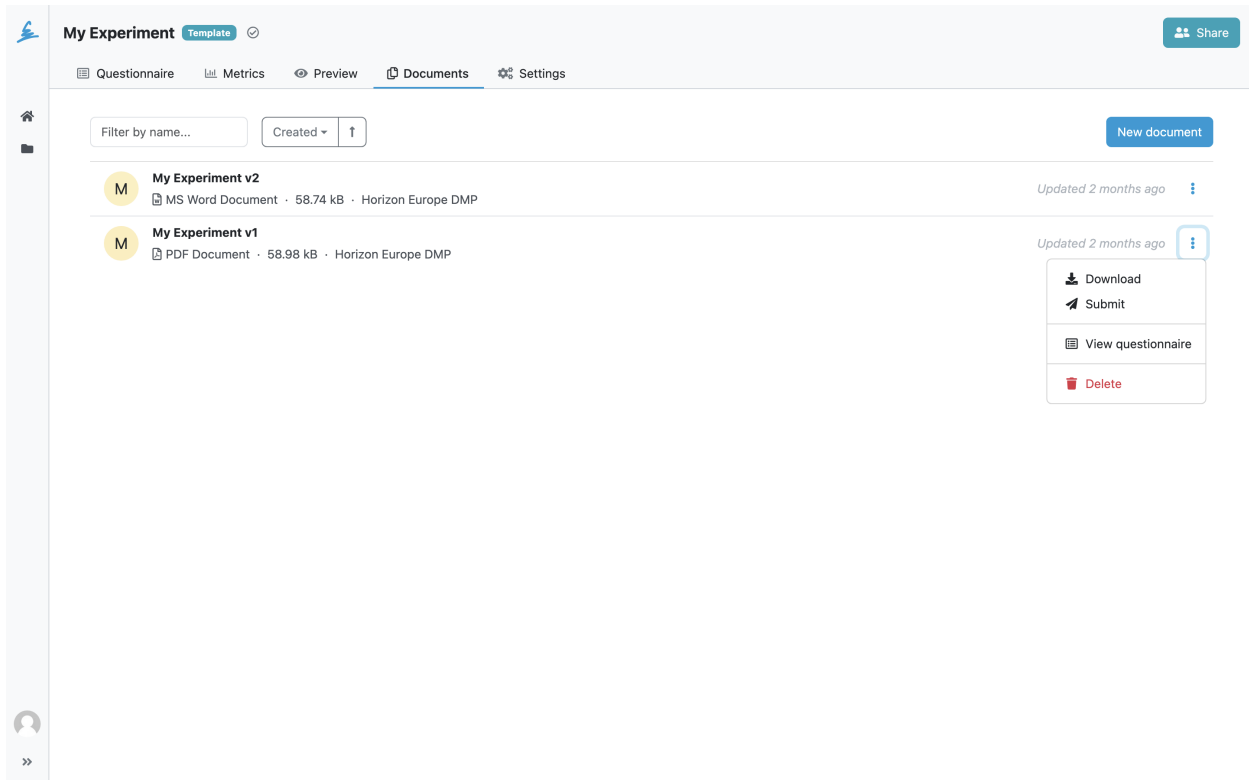 My Experiment Template
Share
Questionnaire Metrics Preview Documents Settings
Filter by name... Created New document
My Experiment v2
MS Word Document · 58.74 kB · Horizon Europe DMP
Updated 2 months ago
My Experiment v1
PDF Document · 58.98 kB · Horizon Europe DMP
Updated 2 months ago
Download
Submit
View questionnaire
Delete
M
M